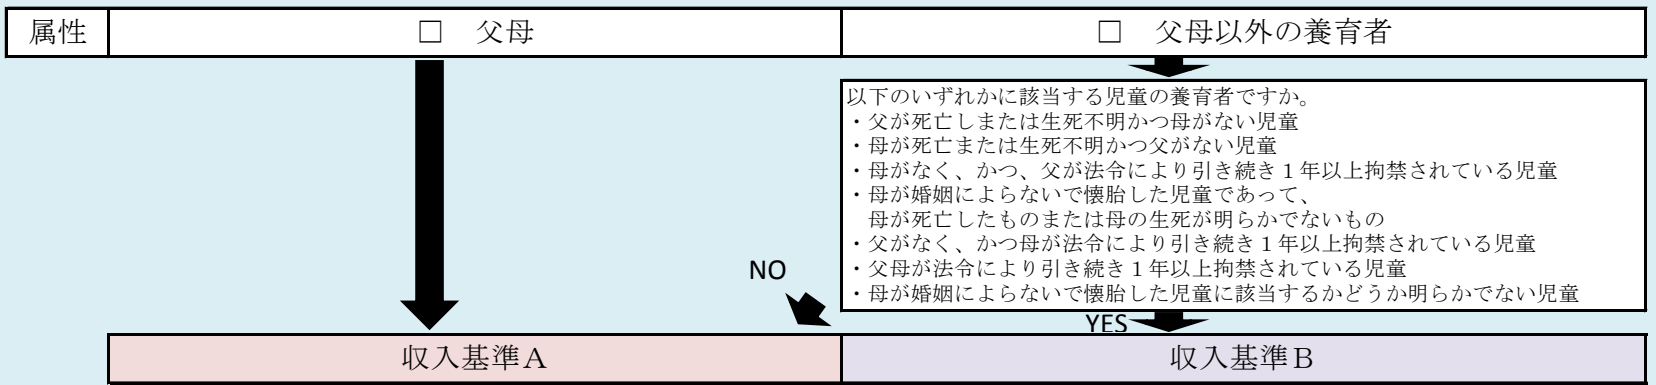 属性
□ 父母
□ 父母以外の養育者
以下のいずれかに該当する児童の養育者ですか。
・父が死亡しまたは生死不明かつ母がない児童
・母が死亡または生死不明かつ父がない児童
・母がなく、かつ、父が法令により引き続き１年以上拘禁されている児童
・母が婚姻によらないで懐胎した児童であって、
　母が死亡したものまたは母の生死が明らかでないもの
・父がなく、かつ母が法令により引き続き１年以上拘禁されている児童
・父母が法令により引き続き１年以上拘禁されている児童
・母が婚姻によらないで懐胎した児童に該当するかどうか明らかでない児童
NO
YES
収入基準Ａ
収入基準Ｂ